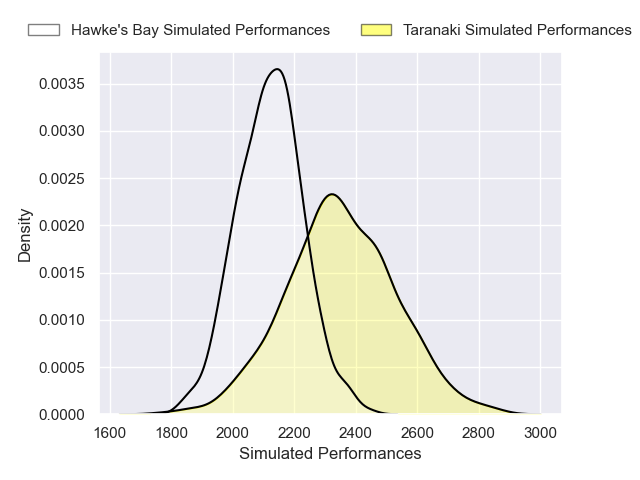 Hawke's Bay Simulated Performances Taranaki Simulated Performances
0.0035
0.0030
0.0025
0.0020
0.0015
0.0010
0.0005
0.0000
Density
1600 1800 2000 2200 2400 2600 2800 3000
Simulated Performances